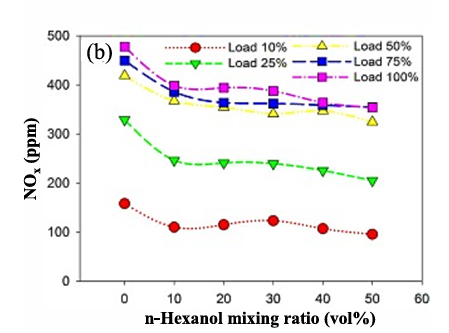 500
(b)
Load 10%
Load 50%
Load 25%
Load 75%
Load 100%
400
300
200
100
0
NOx (ppm)
0 10 20 30 40 50 60
n-Hexanol mixing ratio (vol%)